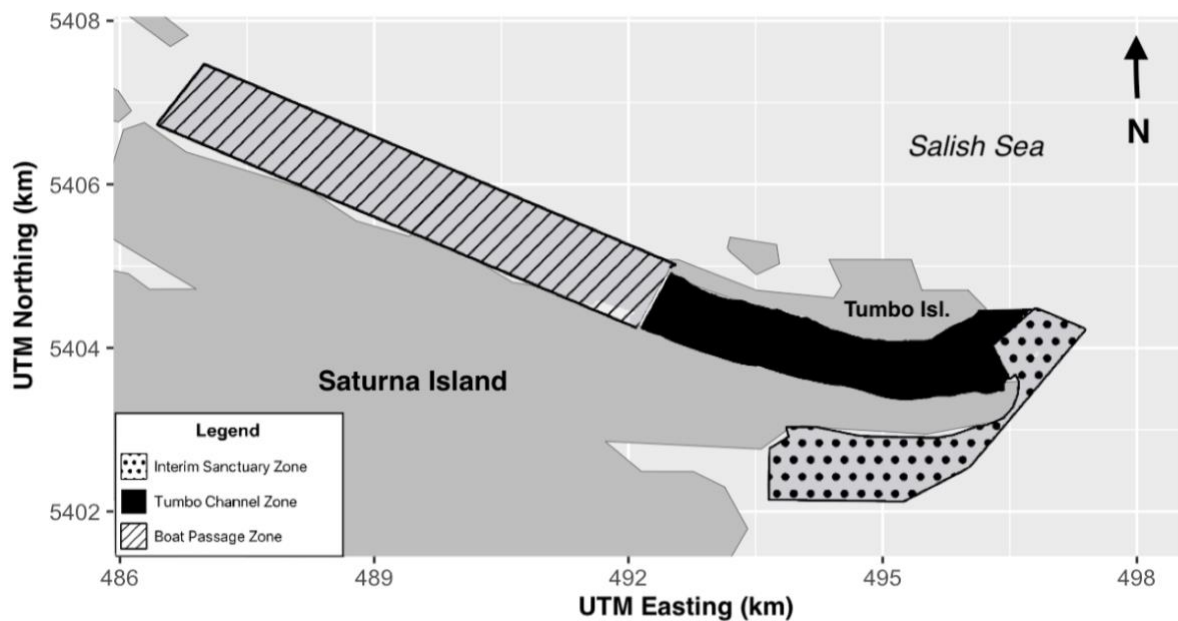 5408
5406
5404
5402
UTM Northing (km)
N
Salish Sea
Tumbo Isl.
Saturna Island
Legend
Interim Sanctuary Zone
Tumbo Channel Zone
Boat Passage Zone
486
489
492
495
498
UTM Easting (km)